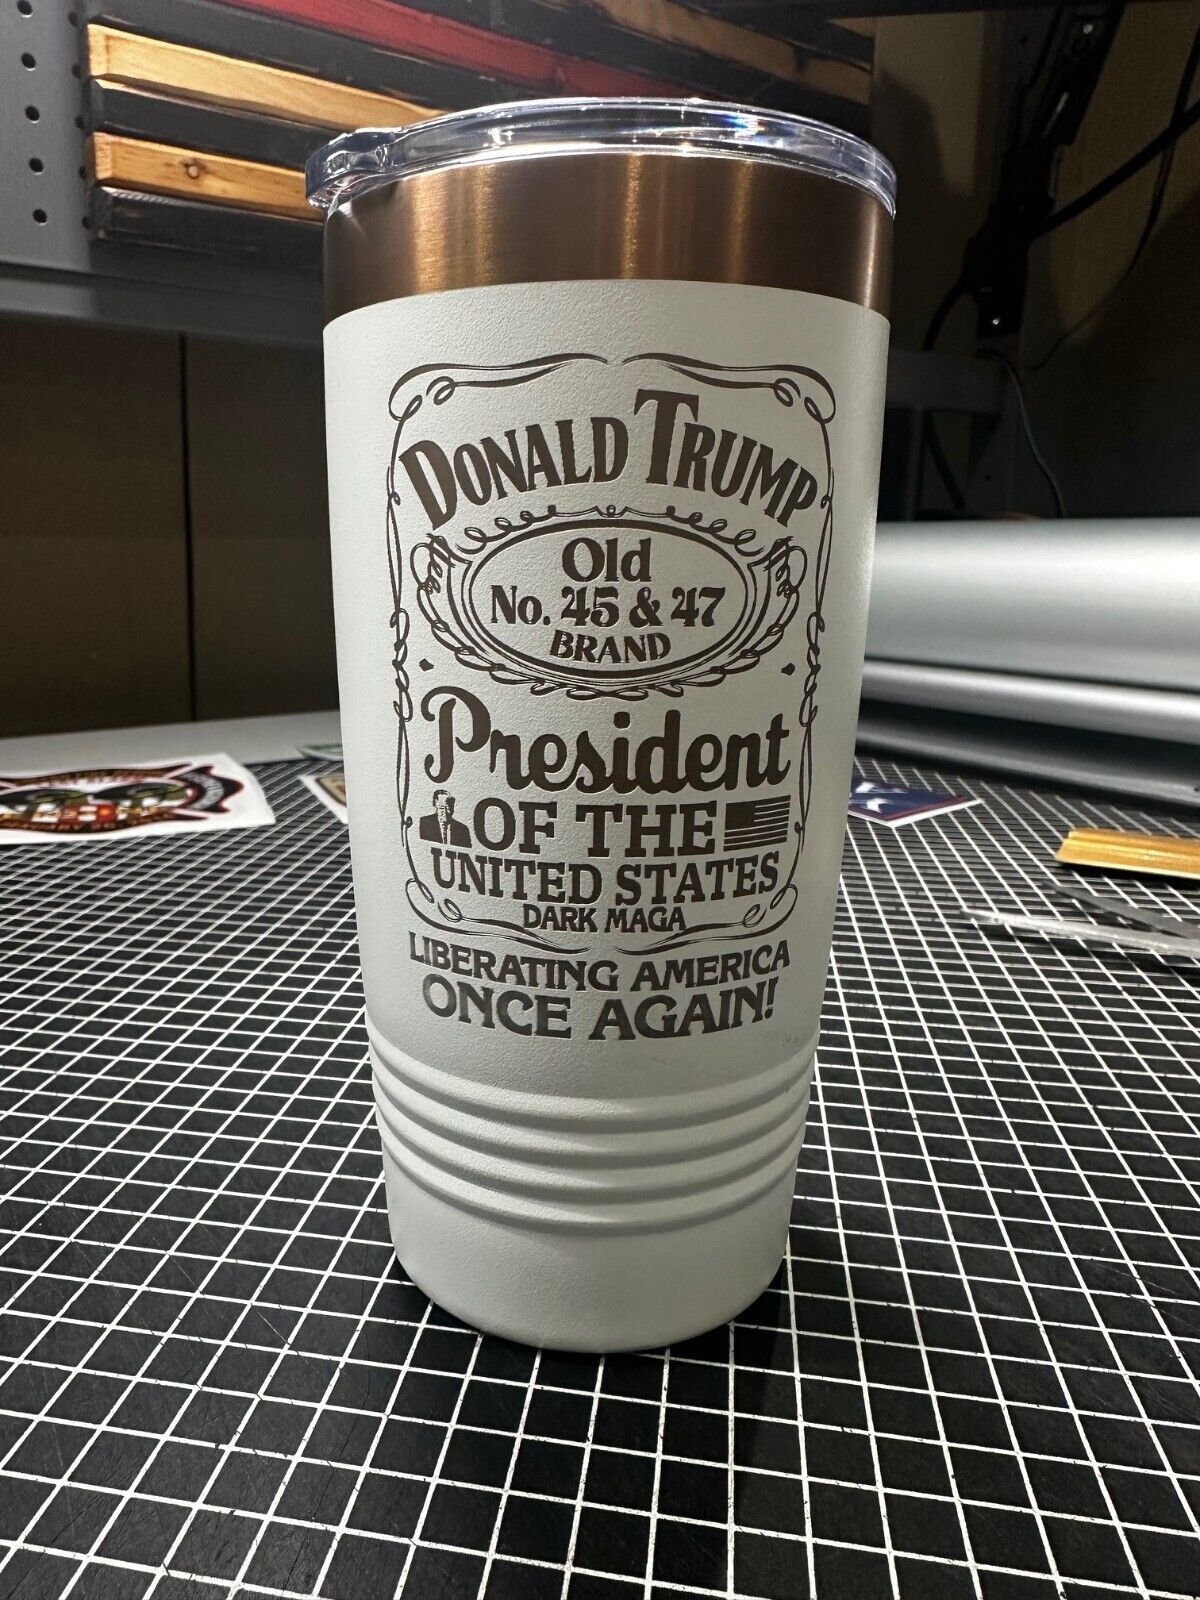 DONALD TRUMP
Old
No. 45 & 47
BRAND
President
OF THE
UNITED STATES
DARK MAGA
LIBERATING AMERICA
ONCE AGAIN!